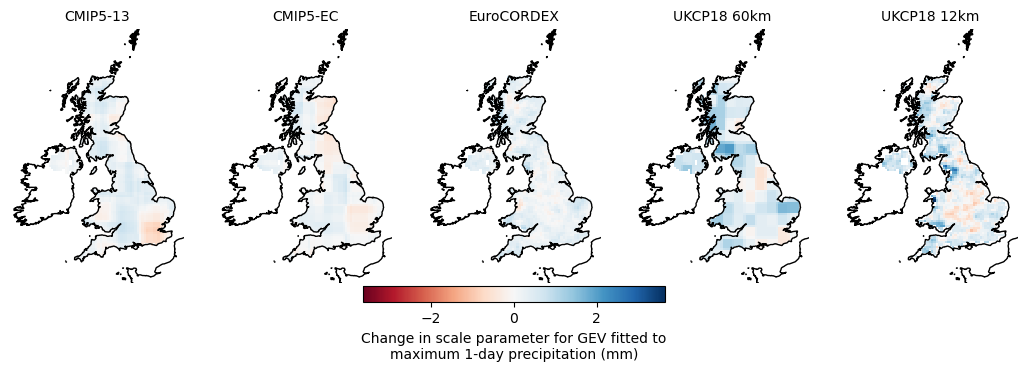 CMIP5-13
CMIP5-EC
EuroCORDEX
UKCP18 60km
UKCP18 12km
−2
0
2
Change in scale parameter for GEV fitted to
maximum 1-day precipitation (mm)